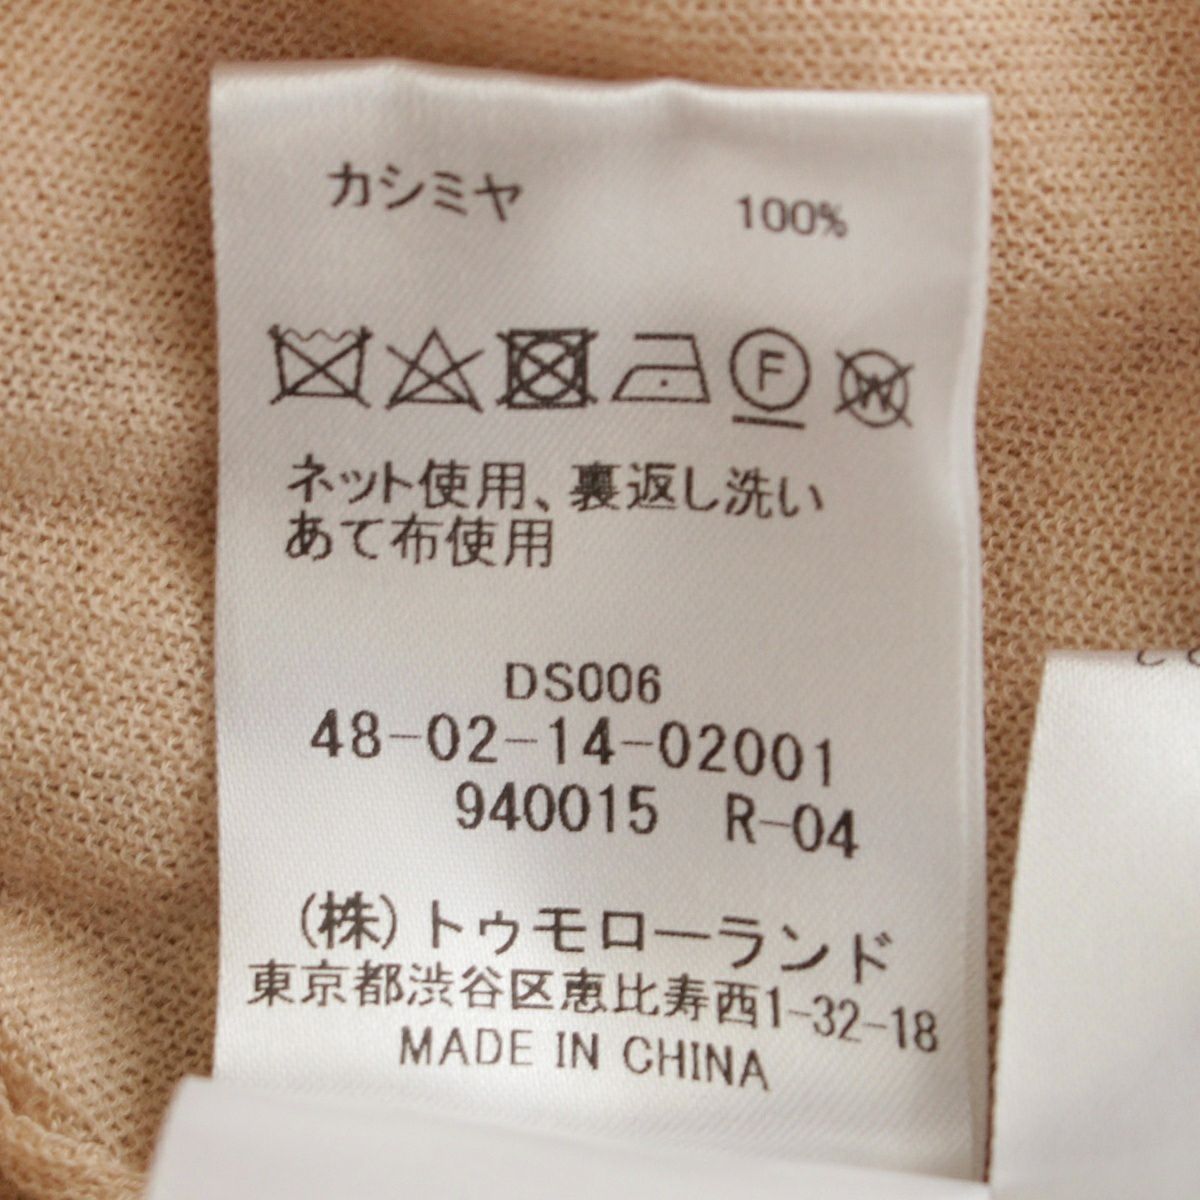 カシミヤ 100%
F W
ネット使用、裏返し洗い
あて布使用
DS006
48-02-14-02001
940015 R-04
(株)トゥモローランド
東京都渋谷区恵比寿西1-32-18
MADE IN CHINA